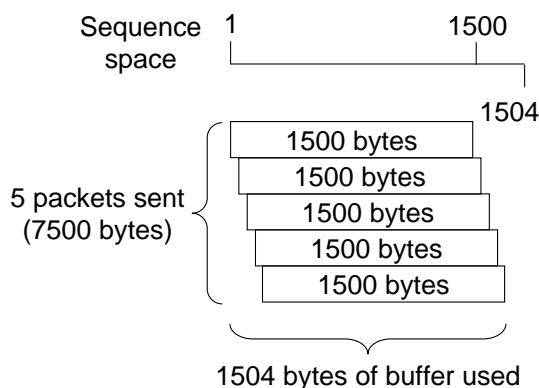 Sequence space
1
1500
1504
5 packets sent
(7500 bytes)
1500 bytes
1500 bytes
1500 bytes
1500 bytes
1500 bytes
1504 bytes of buffer used